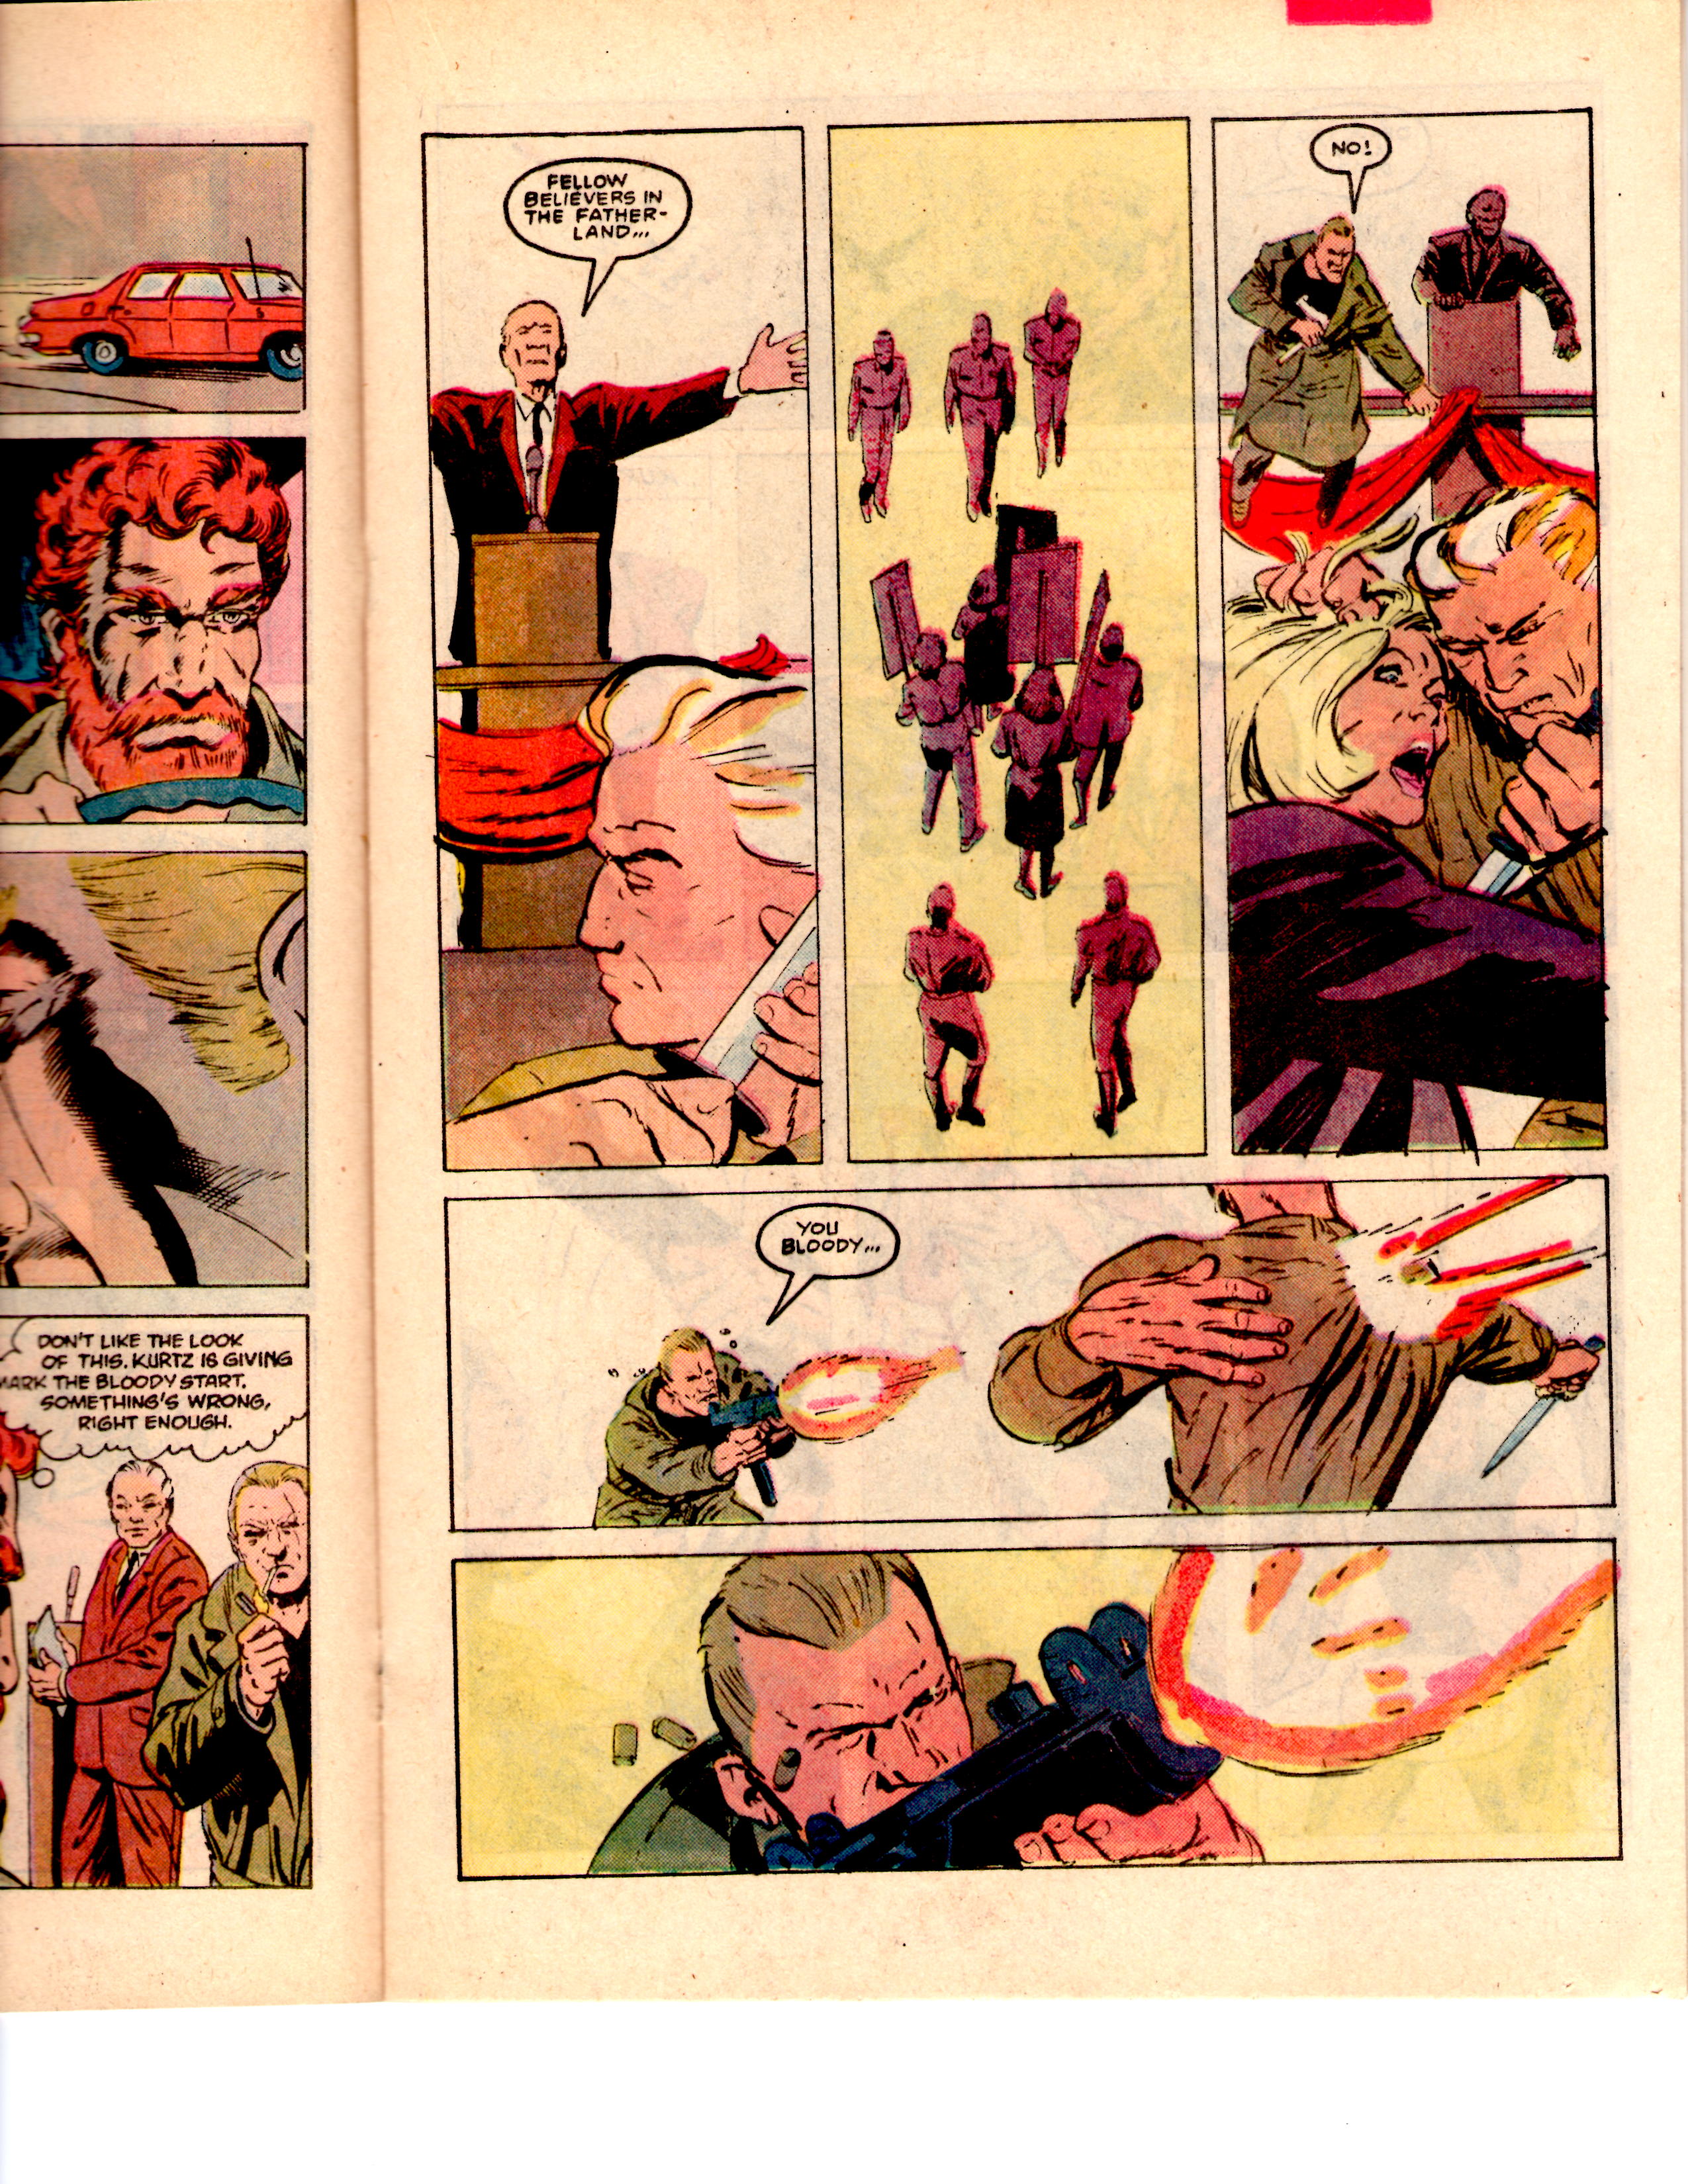 DON'T LIKE THE LOOK
OF THIS. KURTZ IS GIVING
MARK THE BLOODY START.
SOMETHING'S WRONG,
RIGHT ENOUGH.
FELLOW
BELIEVERS IN
THE FATHER-
LAND...
NO!
YOU
BLOODY...